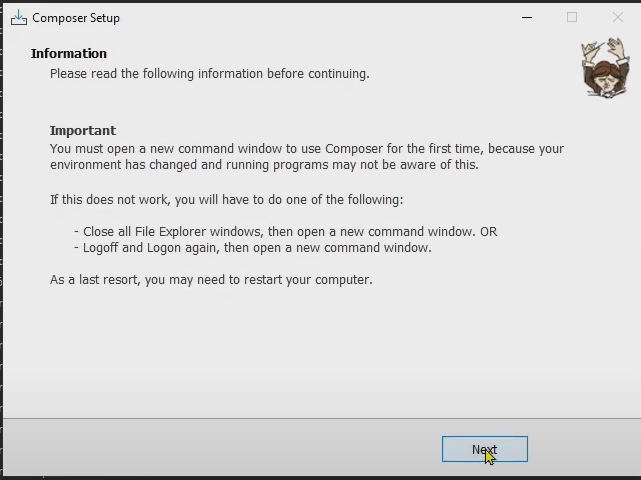 Composer Setup
Information
Please read the following information before continuing.
Important
You must open a new command window to use Composer for the first time, because your
environment has changed and running programs may not be aware of this.
If this does not work, you will have to do one of the following:
- Close all File Explorer windows, then open a new command window. OR
- Logoff and Logon again, then open a new command window.
As a last resort, you may need to restart your computer.
Next